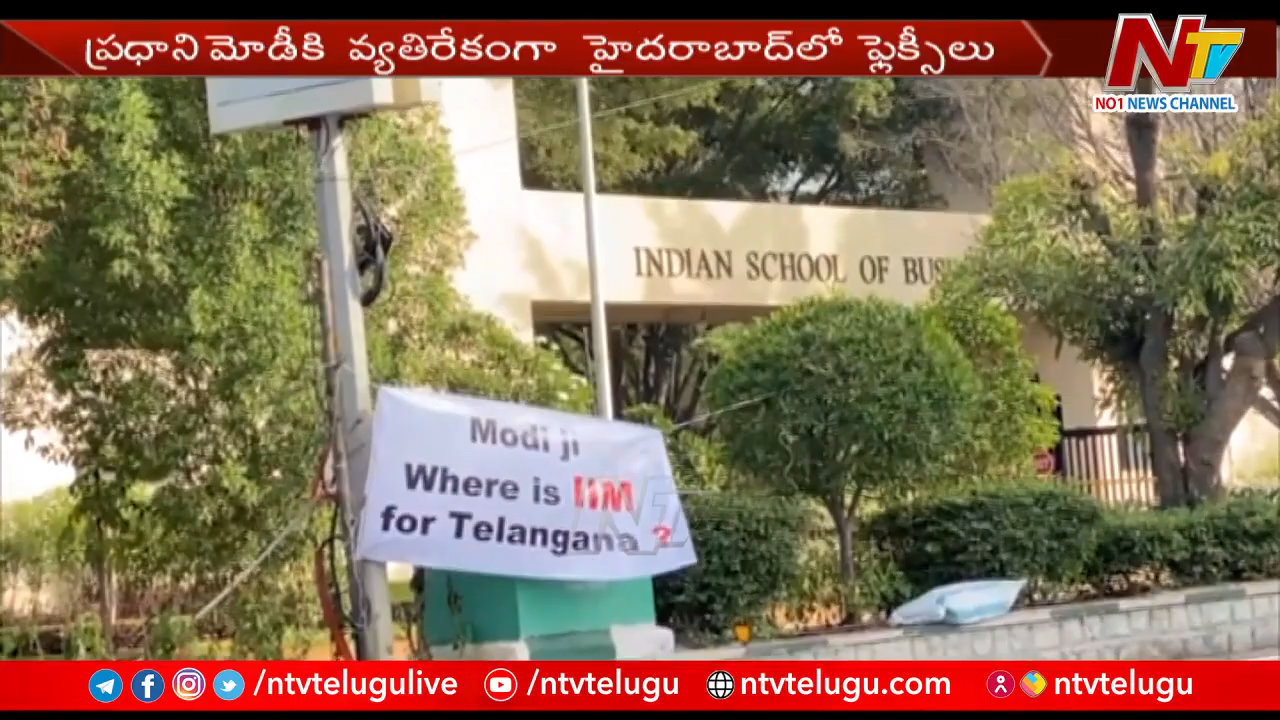 ప్రధాని మోడీకి వ్యతిరేకంగా హైదరాబాద్‌లో ఫ్లెక్సీలు
NTV
NO1 NEWS CHANNEL
INDIAN SCHOOL OF BUS
Modi ji
Where is IIM
for Telangana ?
/ntvtelugulive /ntvtelugu ntvtelugu.com ntvtelugu